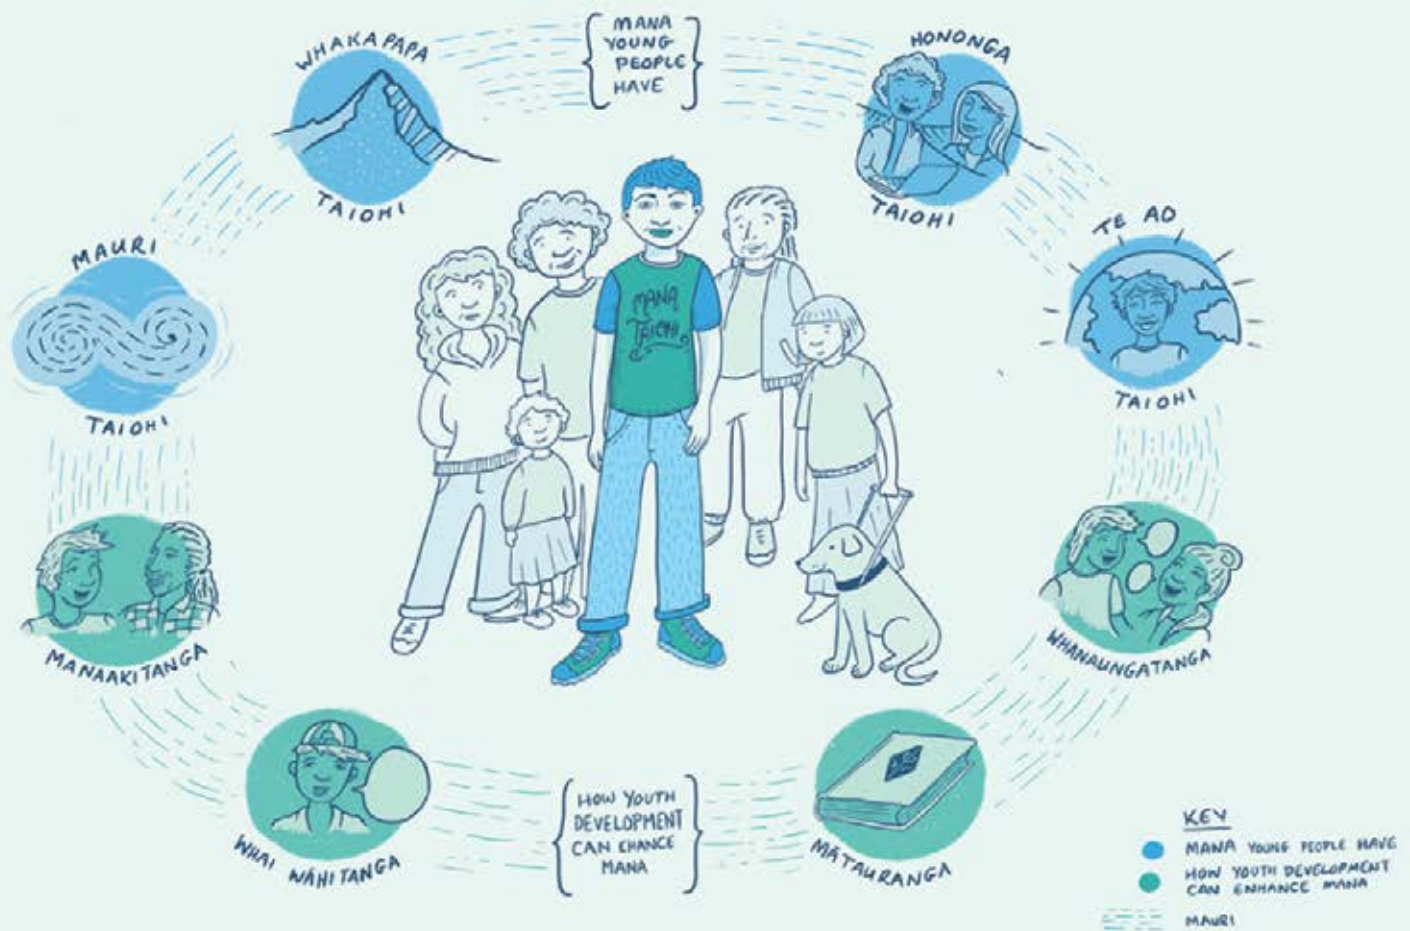 MANA
YOUNG
PEOPLE
HAVE
WHAKAPAPA
TAIOHI
HONONGA
TAIOHI
MAURI
TAIOHI
TE AO
TAIOHI
MANA
TAIOHI
MANAAKITANGA
WHANAUNGATANGA
WHAI WĀHITANGA
HOW YOUTH
DEVELOPMENT
CAN EHANCE
MANA
MĀTAURANGA
KEY
MANA YOUNG PEOPLE HAVE
HOW YOUTH DEVELOPMENT
CAN ENHANCE MANA
MAURI